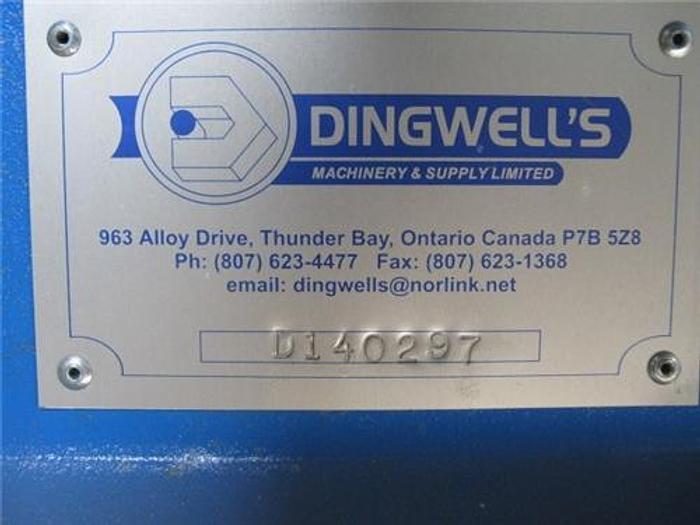 DINGWELL'S
MACHINERY & SUPPLY LIMITED
963 Alloy Drive, Thunder Bay, Ontario Canada P7B 5Z8
Ph: (807) 623-4477 Fax: (807) 623-1368
email: dingwells@norlink.net
D140297